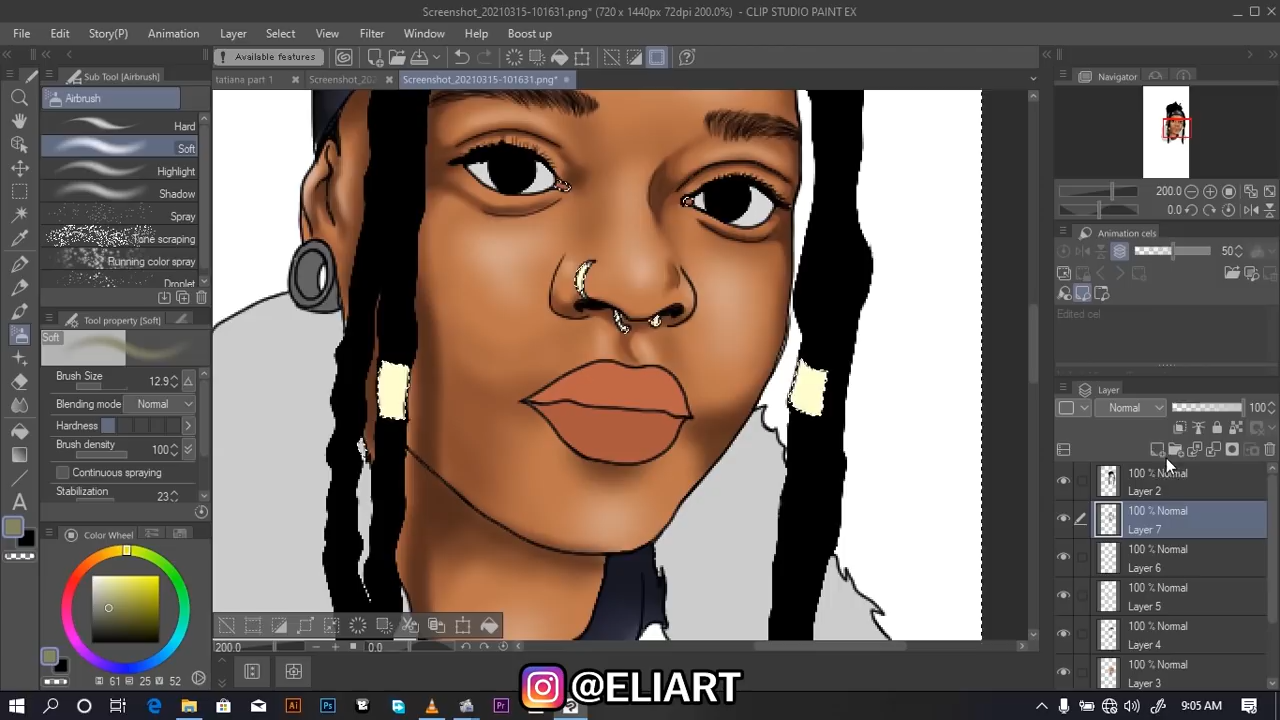 Screenshot_20210315-101631.png* (720 x 1440px 72dpi 200.0%) - CLIP STUDIO PAINT EX
File Edit Story(P) Animation Layer Select View Filter Window Help Boost up
Available features
Sub Tool [Airbrush]
tatiana part 1
Screenshot_202
Screenshot_20210315-101631.png*
Navigator
Airbrush
Hard
Soft
Highlight
Shadow
Spray
ane scraping
Running color spray
Droplet
200.0
0.0
Animation cels
50
Edited cel
Tool property [Soft]
Soft
Brush Size 12.9
Blending mode Normal
Hardness
Brush density 100
Continuous spraying
Stabilization 23
Layer
Normal 100
100 % Normal
Layer 2
100 % Normal
Layer 7
100 % Normal
Layer 6
100 % Normal
Layer 5
100 % Normal
Layer 4
100 % Normal
Layer 3
Color Wheel
H 61 S 25 V 52
200.0 0.0
@ELIART
9:05 AM